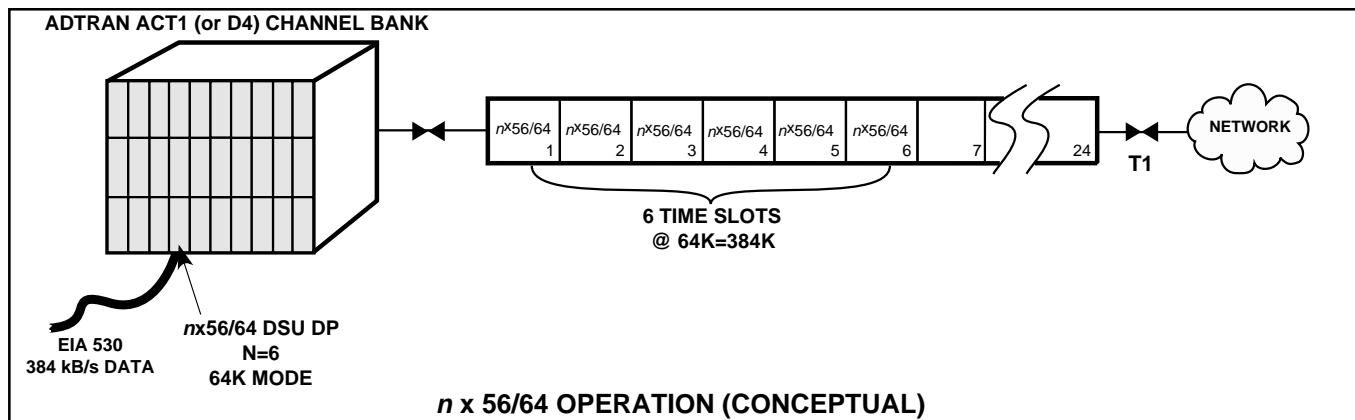 ADTRAN ACT1 (or D4) CHANNEL BANK
nx56/64 nx56/64 nx56/64 nx56/64 nx56/64 nx56/64
1 2 3 4 5 6 7 24
T1
NETWORK
6 TIME SLOTS
@ 64K=384K
EIA 530
384 kB/s DATA
nx56/64 DSU DP
N=6
64K MODE
n x 56/64 OPERATION (CONCEPTUAL)